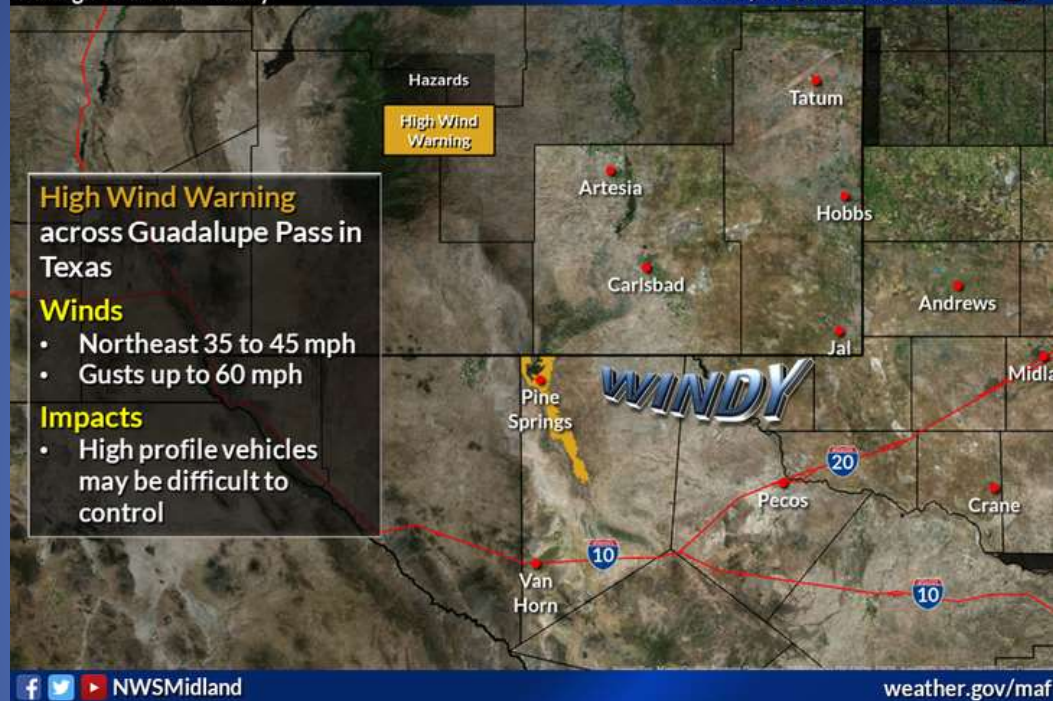 Hazards
High Wind
Warning
Tatum
Artesia
Hobbs
High Wind Warning
across Guadalupe Pass in
Texas
Winds
• Northeast 35 to 45 mph
• Gusts up to 60 mph
Impacts
• High profile vehicles
may be difficult to
control
Carlsbad
Andrews
Jal
Midla
Pine
Springs
WINDY
20
Pecos
Crane
10
Van
Horn
10
NWSMidland
weather.gov/maf